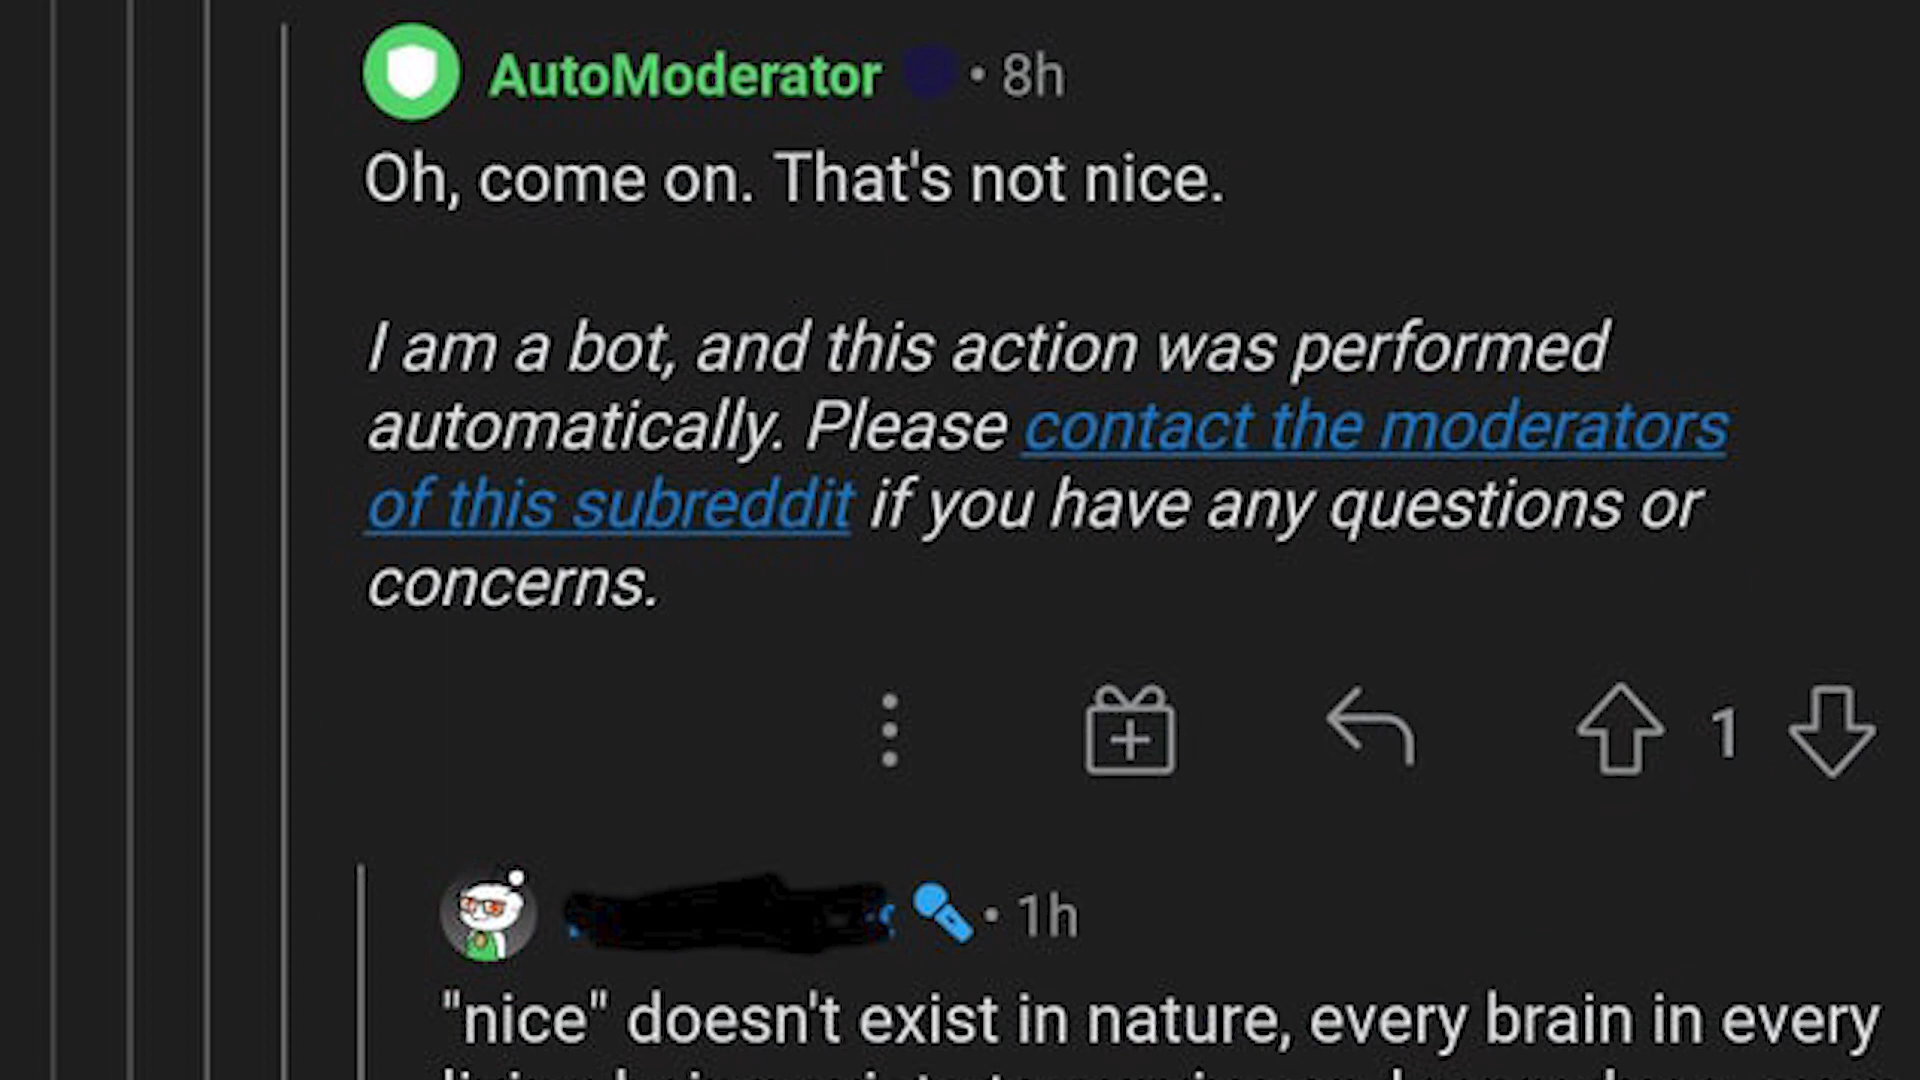 AutoModerator • 8h
Oh, come on. That's not nice.
I am a bot, and this action was performed
automatically. Please contact the moderators
of this subreddit if you have any questions or
concerns.
1
• 1h
"nice" doesn't exist in nature, every brain in every